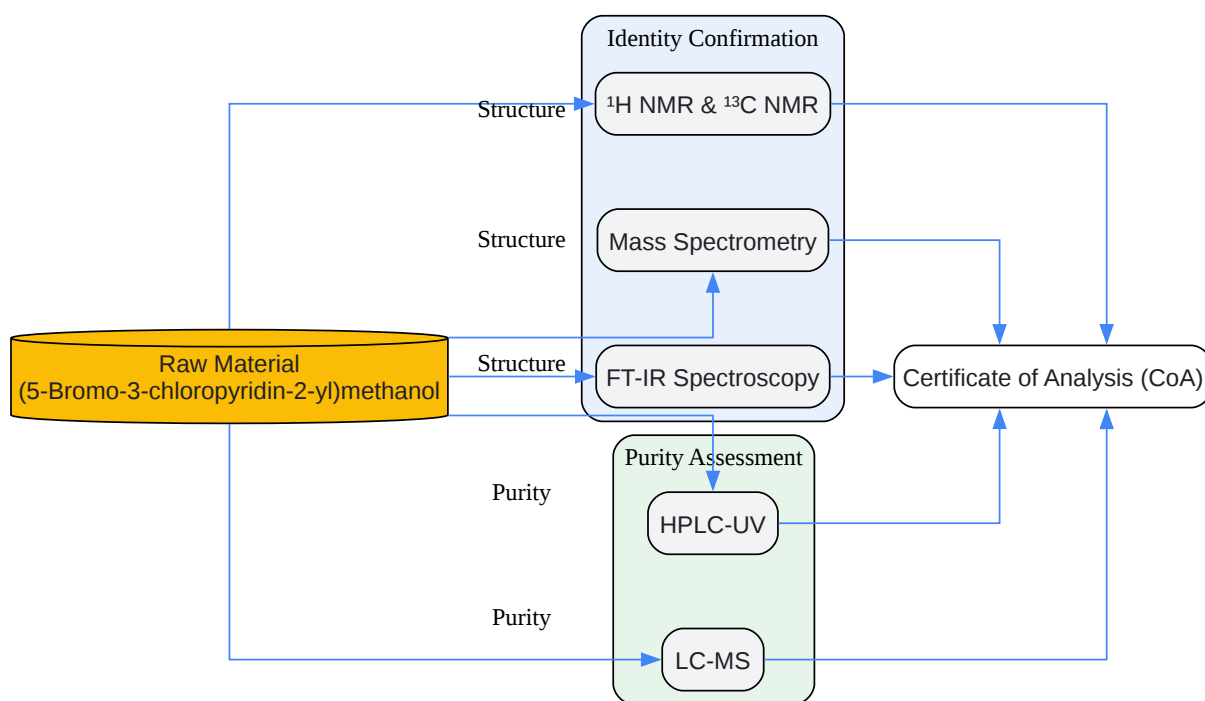 Identity Confirmation
Structure
¹H NMR & ¹³C NMR
Structure
Mass Spectrometry
Raw Material
(5-Bromo-3-chloropyridin-2-yl)methanol
Structure
FT-IR Spectroscopy
Certificate of Analysis (CoA)
Purity Assessment
Purity
HPLC-UV
Purity
LC-MS